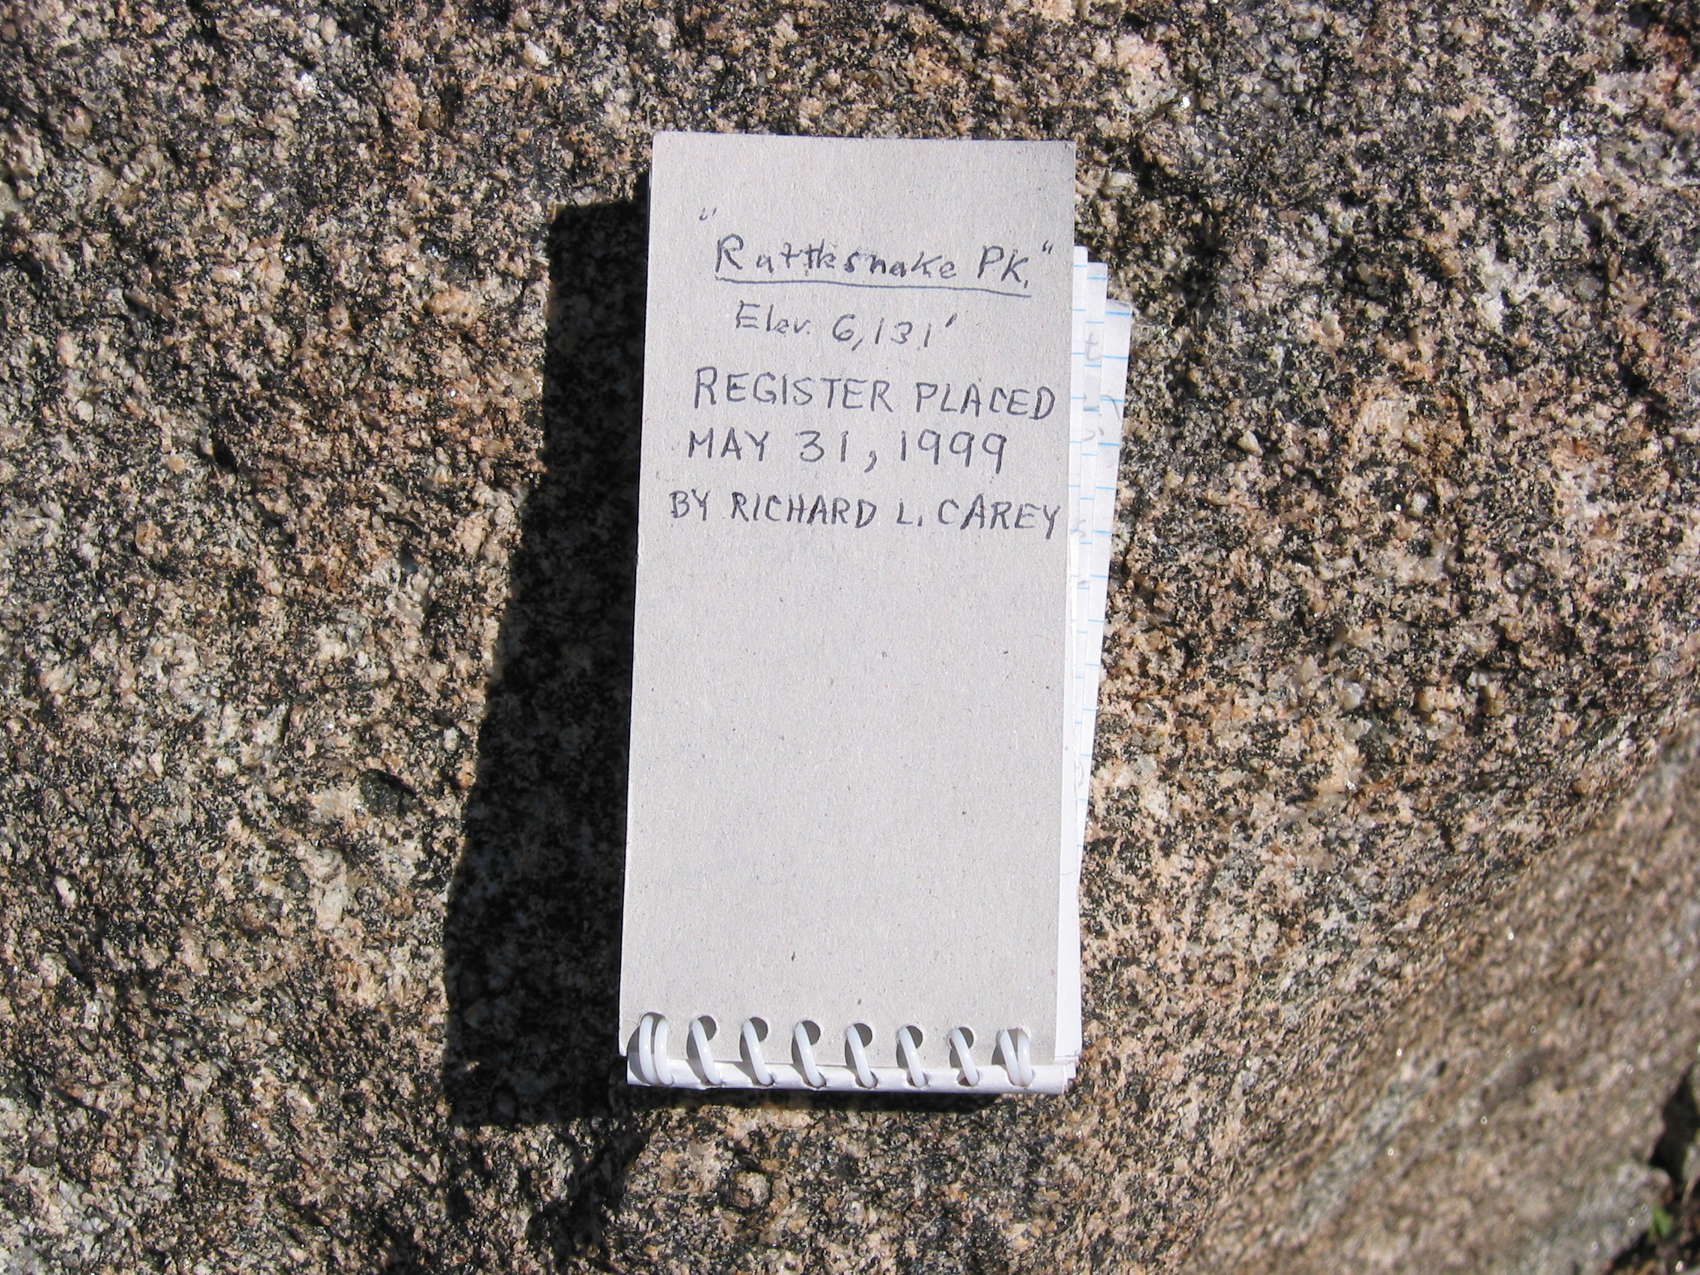 "Rattlesnake PK."
Elev. 6,131'
REGISTER PLACED
MAY 31, 1999
BY RICHARD L. CAREY